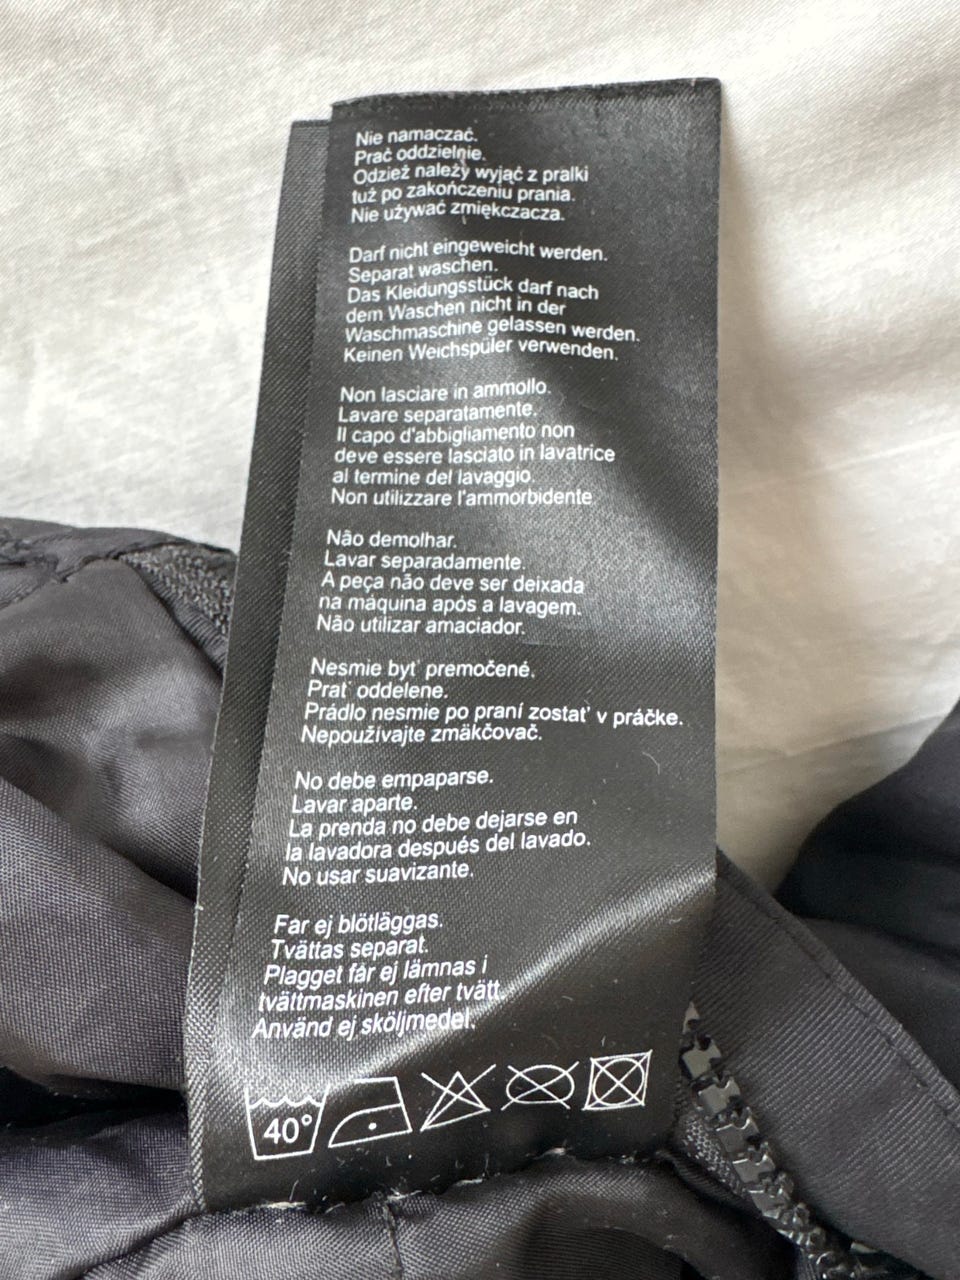 Nie namaczać.
Prać oddzielnie.
Odzież należy wyjąć z pralki
tuż po zakończeniu prania.
Nie używać zmiękczacza.
Darf nicht eingeweicht werden.
Separat waschen.
Das Kleidungsstück darf nach
dem Waschen nicht in der
Waschmaschine gelassen werden.
Keinen Weichspüler verwenden.
Non lasciare in ammollo.
Lavare separatamente.
Il capo d'abbigliamento non
deve essere lasciato in lavatrice
al termine del lavaggio.
Non utilizzare l'ammorbidente
Não demolhar.
Lavar separadamente.
A peça não deve ser deixada
na máquina após a lavagem.
Não utilizar amaciador.
Nesmie byt' premočené.
Prat' oddelene.
Prádlo nesmie po praní zostat' v práčke.
Nepoužívajte zmäkčovač.
No debe empaparse.
Lavar aparte.
La prenda no debe dejarse en
la lavadora después del lavado.
No usar suavizante.
Far ej blötläggas.
Tvättas separat.
Plagget får ej lämnas i
tvättmaskinen efter tvätt.
Använd ej sköljmedel.
40°